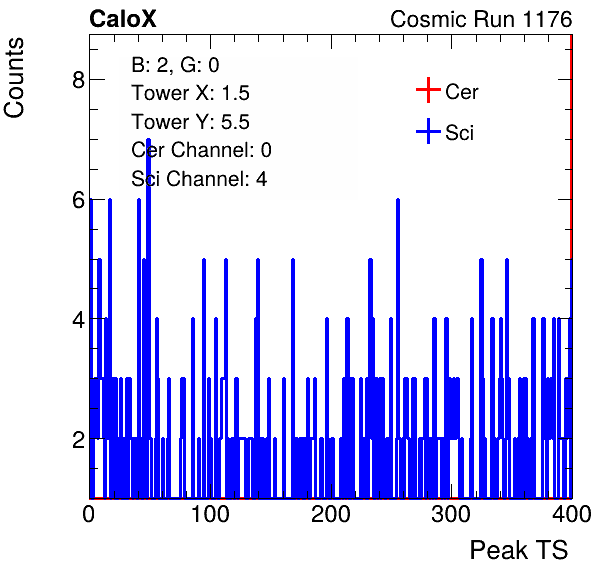 CaloX Cosmic Run 1176
Counts
B: 2, G: 0
Tower X: 1.5
Tower Y: 5.5
Cer Channel: 0
Sci Channel: 4
Cer
Sci
8
6
4
2
0 100 200 300 400
Peak TS